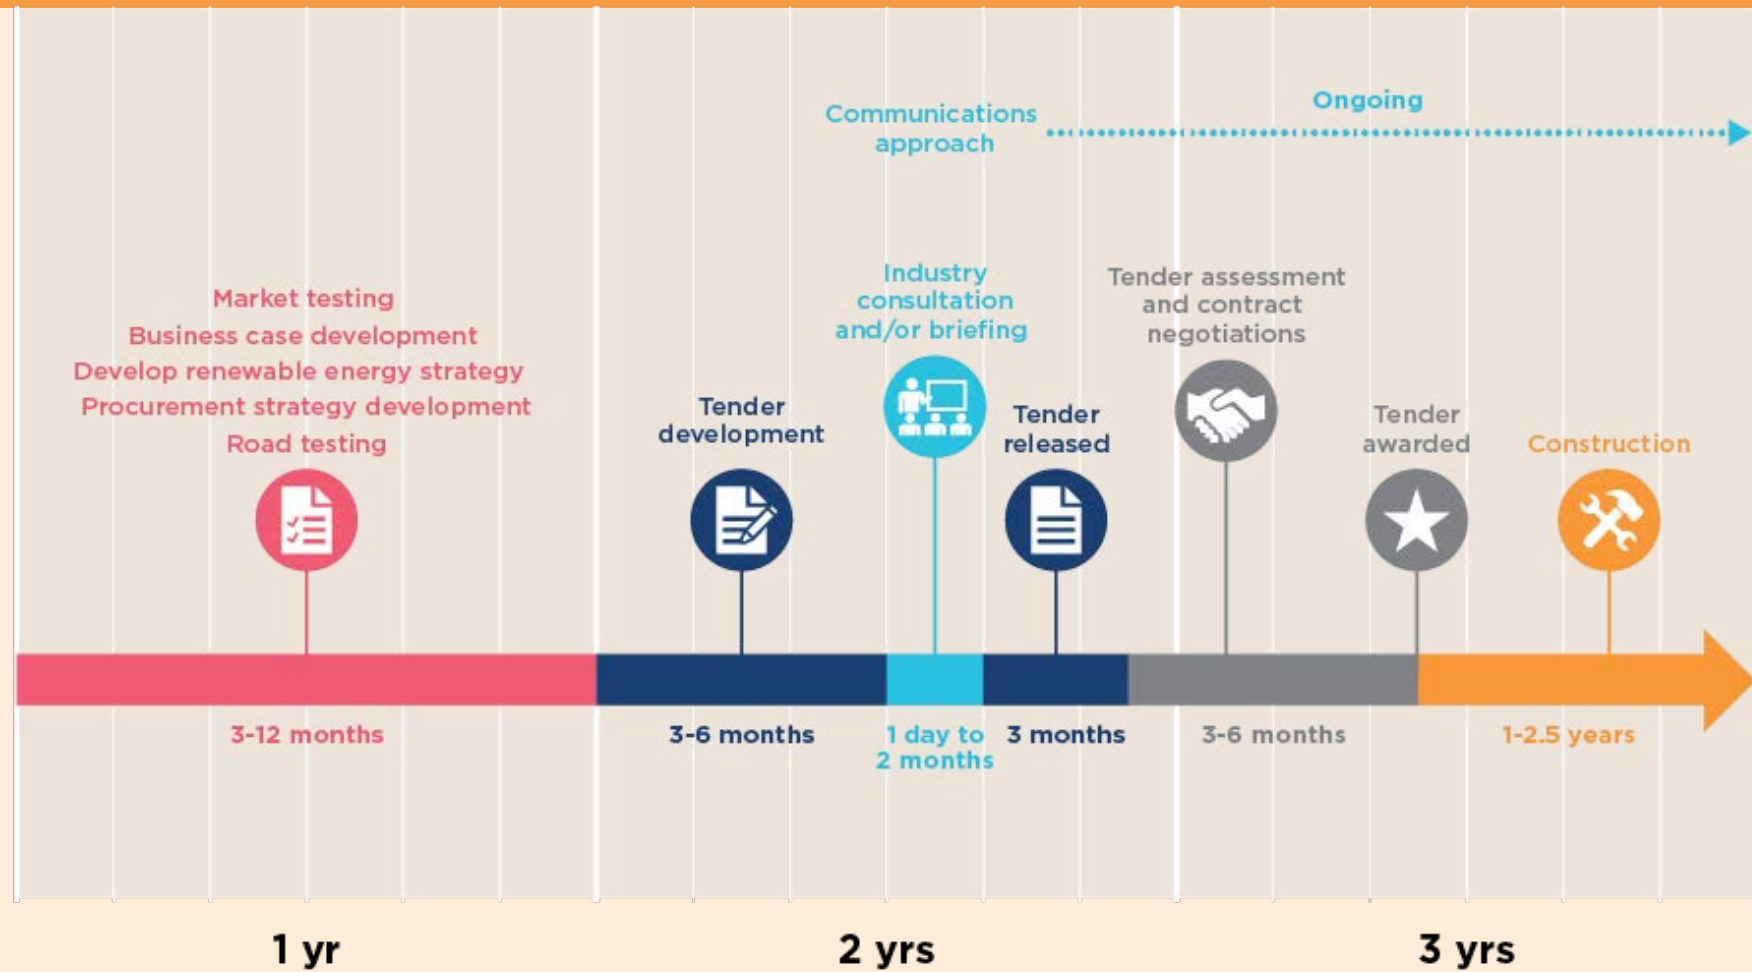 Ongoing
Communications
approach
Market testing
Business case development
Develop renewable energy strategy
Procurement strategy development
Road testing
Tender
development
Industry
consultation
and/or briefing
Tender
released
Tender assessment
and contract
negotiations
Tender
awarded
Construction
3-12 months
3-6 months
1 day to
2 months
3 months
3-6 months
1-2.5 years
1 yr
2 yrs
3 yrs